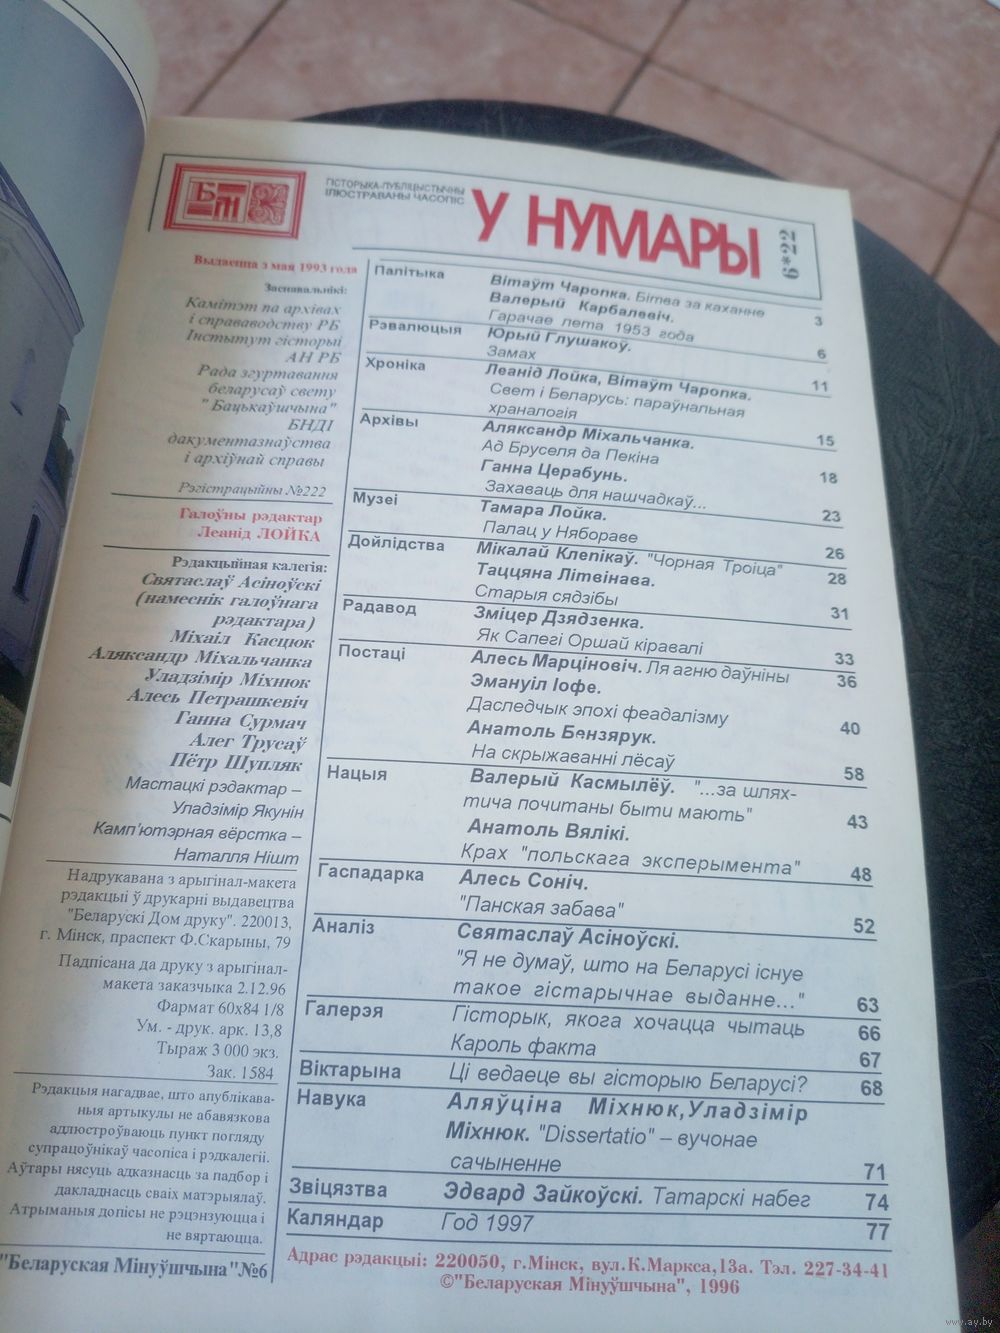 БМ
ГІСТОРЫКА-ПУБЛІЦЫСТЫЧНЫ
ІЛЮСТРАВАНЫ ЧАСОПІС
У НУМАРЫ
6*22
Выдаецца з мая 1993 года
Заснавальнікі:
Камітэт па архівах
і справаводству РБ
Інстытут гісторыі
АН РБ
Рада згуртавання
беларусаў свету
"Бацькаўшчына"
БНДІ
дакументазнаўства
і архіўнай справы
Рэгістрацыйны №222
Галоўны рэдактар
Леанід ЛОЙКА
Рэдакцыйная калегія:
Святаслаў Асіноўскі
(намеснік галоўнага
рэдактара)
Міхаіл Касцюк
Аляксандр Міхальчанка
Уладзімір Міхнюк
Алесь Петрашкевіч
Ганна Сурмач
Алег Трусаў
Пётр Шупляк
Мастацкі рэдактар –
Уладзімір Якунін
Камп'ютэрная вёрстка –
Наталля Нішт
Надрукавана з арыгінал-макета
рэдакцыі ў друкарні выдавецтва
"Беларускі Дом друку". 220013,
г. Мінск, праспект Ф.Скарыны, 79
Падпісана да друку з арыгінал-
макета заказчыка 2.12.96
Фармат 60х84 1/8
Ум. - друк. арк. 13,8
Тыраж 3 000 экз.
Зак. 1584
Рэдакцыя нагадвае, што апублікава-
ныя артыкулы не абавязкова
адлюстроўваюць пункт погляду
супрацоўнікаў часопіса і рэдкалегіі.
Аўтары нясуць адказнасць за падбор і
дакладнасць сваіх матэрыялаў.
Атрыманыя допісы не рэцэнзуюцца і
не вяртаюцца.
"Беларуская Мінуўшчына"№6
Палітыка Вітаўт Чаропка. Бітва за каханне 3
Валерый Карбалевіч.
Гарачае лета 1953 года 6
Рэвалюцыя Юрый Глушакоў.
Замах 11
Хроніка Леанід Лойка, Вітаўт Чаропка.
Свет і Беларусь: параўнальная
храналогія 15
Архівы Аляксандр Міхальчанка.
Ад Бруселя да Пекіна 18
Ганна Церабунь.
Захаваць для нашчадкаў... 23
Музеі Тамара Лойка.
Палац у Нябораве 26
Дойлідства Мікалай Клепікаў. "Чорная Троіца" 28
Таццяна Літвінава.
Старыя сядзібы 31
Радавод Зміцер Дзядзенка.
Як Сапегі Оршай кіравалі 33
Постаці Алесь Марціновіч. Ля агню даўніны 36
Эмануіл Іофе.
Даследчык эпохі феадалізму 40
Анатоль Бензярук.
На скрыжаванні лёсаў 58
Нацыя Валерый Касмылёў. "...за шлях-
тича почитаны быти мають" 43
Анатоль Вялікі.
Крах "польскага эксперымента" 48
Гаспадарка Алесь Соніч.
"Панская забава" 52
Аналіз Святаслаў Асіноўскі.
"Я не думаў, што на Беларусі існуе
такое гістарычнае выданне..." 63
Галерэя Гісторык, якога хочацца чытаць 66
Кароль факта 67
Віктарына Ці ведаеце вы гісторыю Беларусі? 68
Навука Аляўціна Міхнюк,Уладзімір
Міхнюк. "Dissertatio" – вучонае
сачыненне 71
Звіцязтва Эдвард Зайкоўскі. Татарскі набег 74
Каляндар Год 1997 77
Адрас рэдакцыі: 220050, г.Мінск, вул.К.Маркса,13а. Тэл. 227-34-41
©"Беларуская Мінуўшчына", 1996
www.ay.by